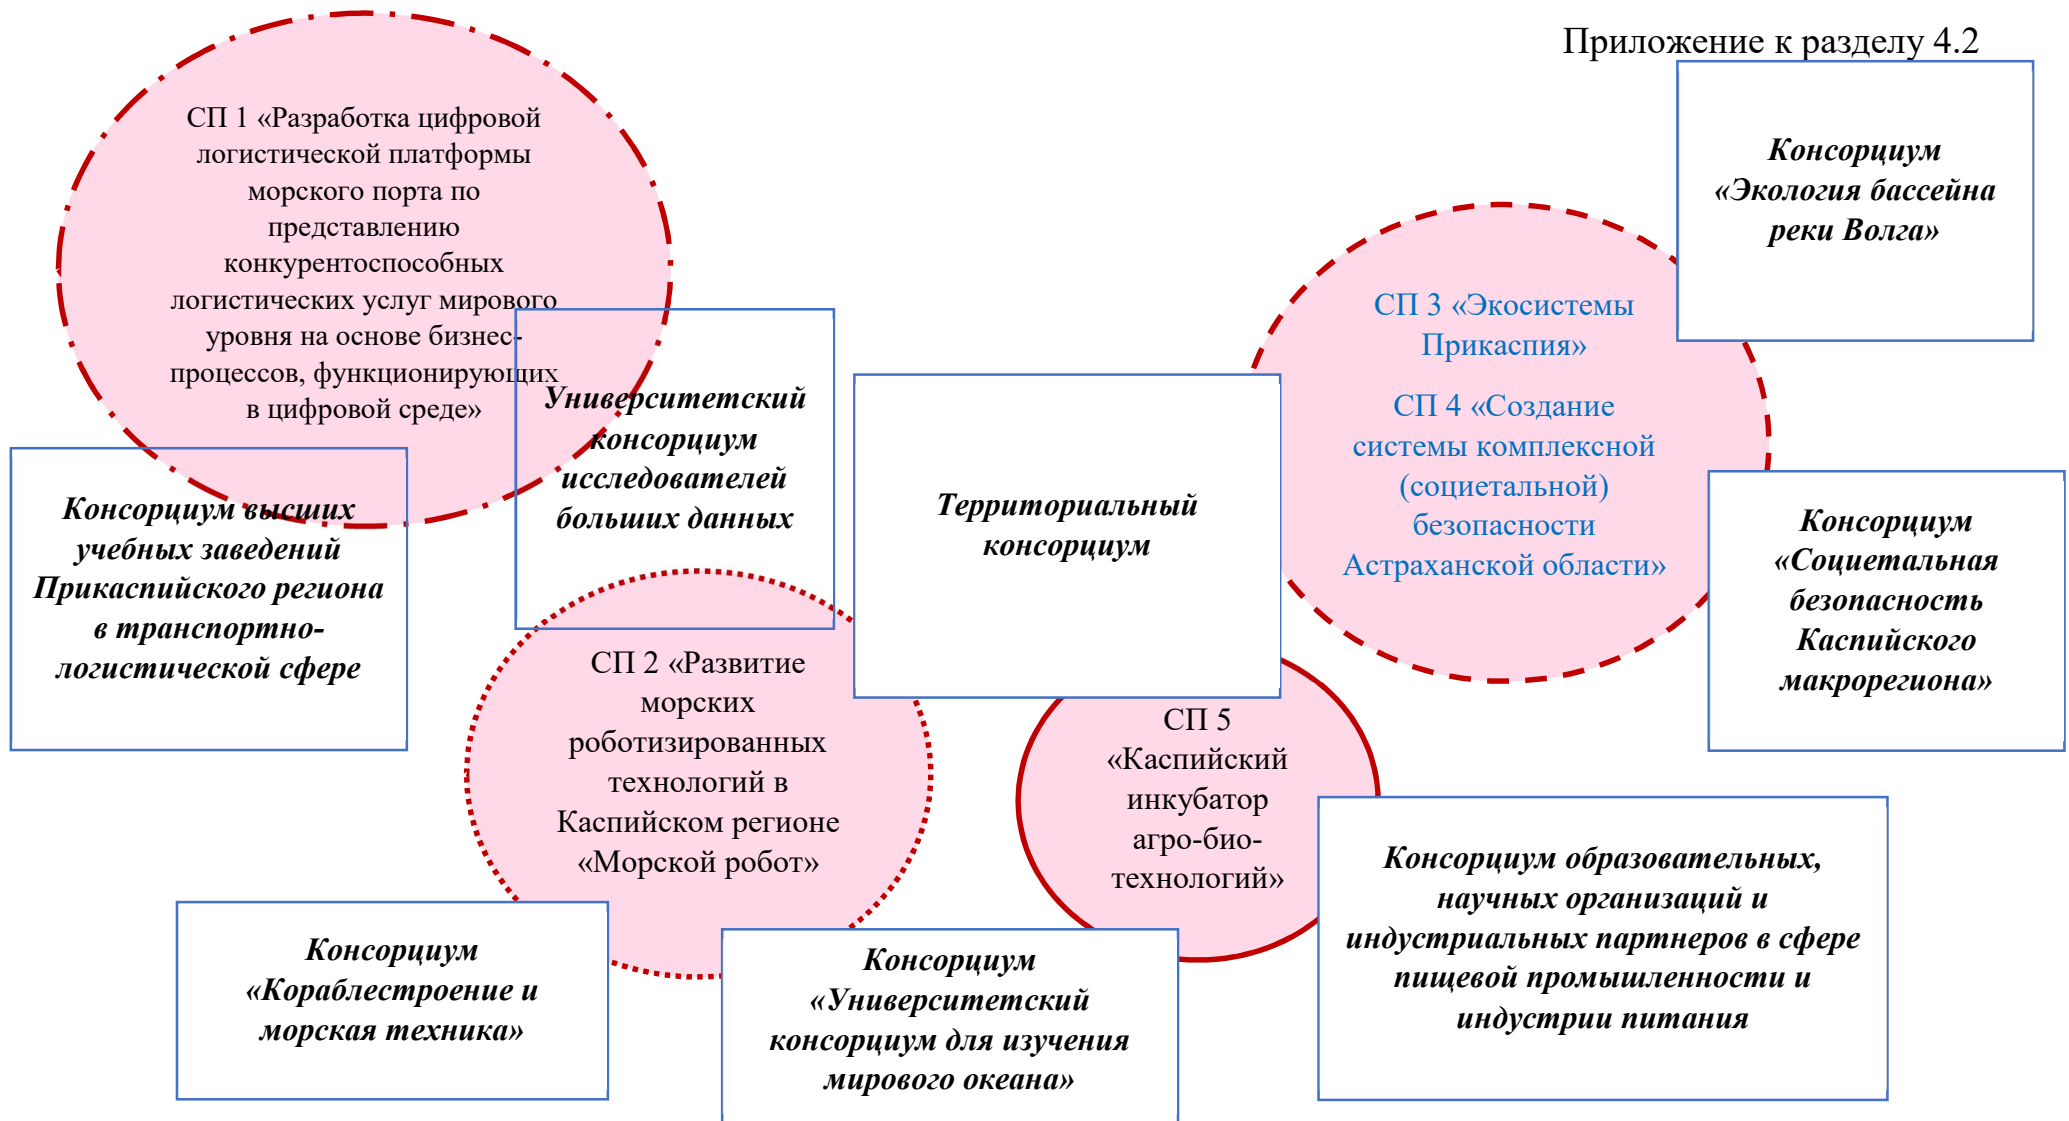 Приложение к разделу 4.2
СП 1 «Разработка цифровой
логистической платформы
морского порта по
представлению
конкурентоспособных
логистических услуг мирового
уровня на основе бизнес-
процессов, функционирующих
в цифровой среде»
Консорциум
«Экология бассейна
реки Волга»
СП 3 «Экосистемы
Прикаспия»
СП 4 «Создание
системы комплексной
(социетальной)
безопасности
Астраханской области»
Университетский
консорциум
исследователей
больших данных
Территориальный
консорциум
Консорциум высших
учебных заведений
Прикаспийского региона
в транспортно-
логистической сфере
Консорциум
«Социетальная
безопасность
Каспийского
макрорегиона»
СП 2 «Развитие
морских
роботизированных
технологий в
Каспийском регионе
«Морской робот»
СП 5
«Каспийский
инкубатор
агро-био-
технологий»
Консорциум образовательных,
научных организаций и
индустриальных партнеров в сфере
пищевой промышленности и
индустрии питания
Консорциум
«Кораблестроение и
морская техника»
Консорциум
«Университетский
консорциум для изучения
мирового океана»